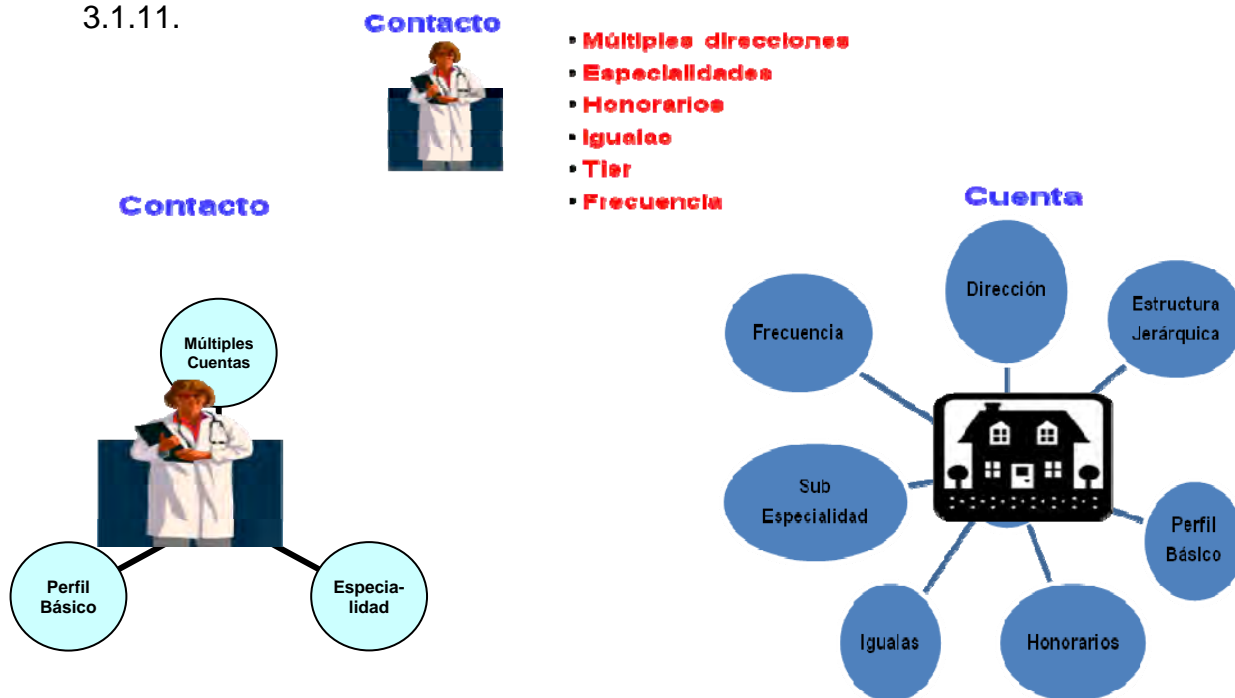 3.1.11.
Contacto
• Múltiples direcciones
• Especialidades
• Honorarios
• Igualas
• Tier
• Frecuencia
Contacto
Múltiples
Cuentas
Perfil
Básico
Especia-
lidad
Cuenta
Dirección
Estructura
Jerárquica
Frecuencia
Sub
Especialidad
Perfil
Básico
Igualas
Honorarios